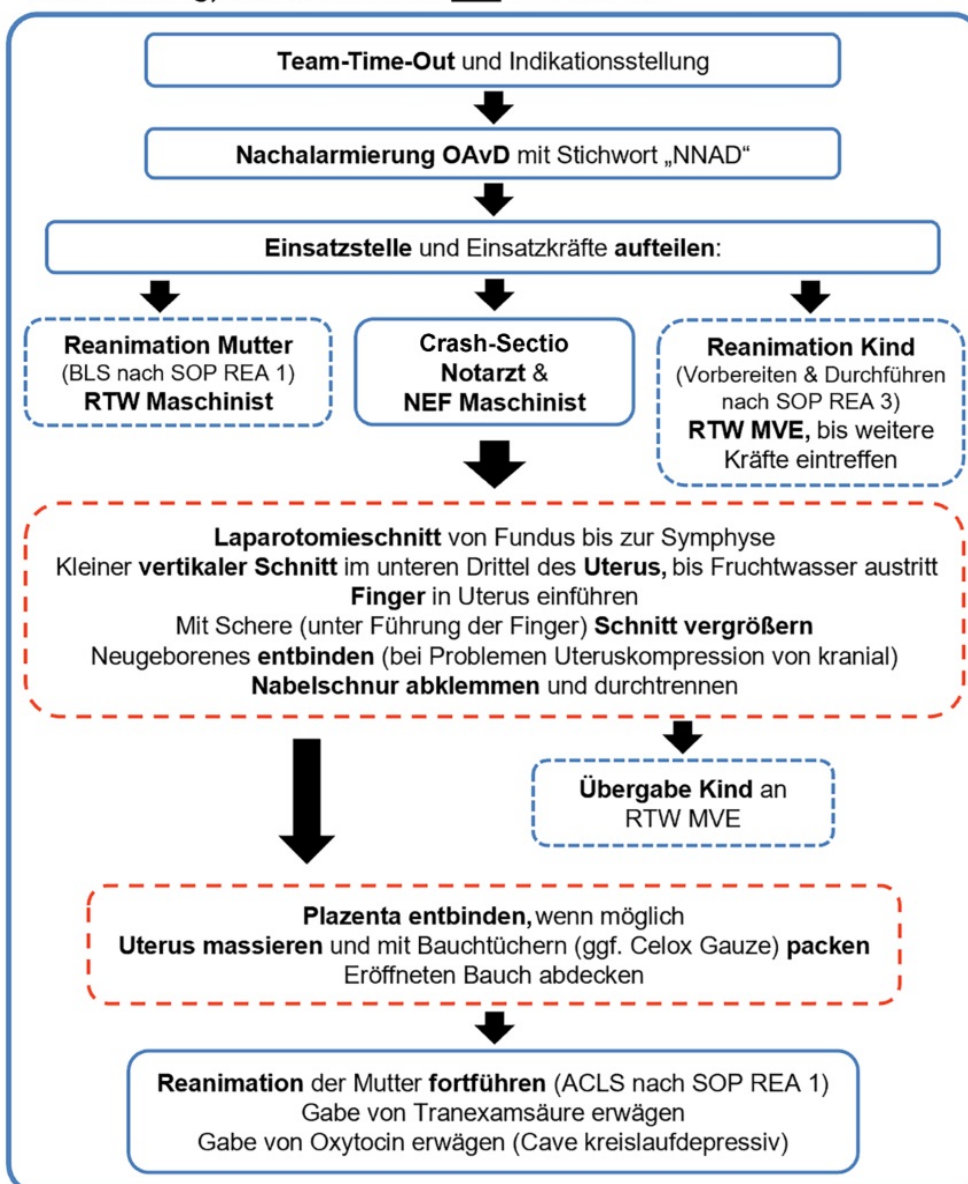 Team-Time-Out und Indikationsstellung
Nachalarmierung OAvD mit Stichwort „NNAD“
Einsatzstelle und Einsatzkräfte aufteilen:
Reanimation Mutter
(BLS nach SOP REA 1)
RTW Maschinist
Crash-Sectio
Notarzt &
NEF Maschinist
Reanimation Kind
(Vorbereiten & Durchführen
nach SOP REA 3)
RTW MVE, bis weitere
Kräfte eintreffen
Laparotomieschnitt von Fundus bis zur Symphyse
Kleiner vertikaler Schnitt im unteren Drittel des Uterus, bis Fruchtwasser austritt
Finger in Uterus einführen
Mit Schere (unter Führung der Finger) Schnitt vergrößern
Neugeborenes entbinden (bei Problemen Uteruskompression von kranial)
Nabelschnur abklemmen und durchtrennen
Übergabe Kind an
RTW MVE
Plazenta entbinden, wenn möglich
Uterus massieren und mit Bauchtüchern (ggf. Celox Gauze) packen
Eröffneten Bauch abdecken
Reanimation der Mutter fortführen (ACLS nach SOP REA 1)
Gabe von Tranexamsäure erwägen
Gabe von Oxytocin erwägen (Cave kreislaufdepressiv)